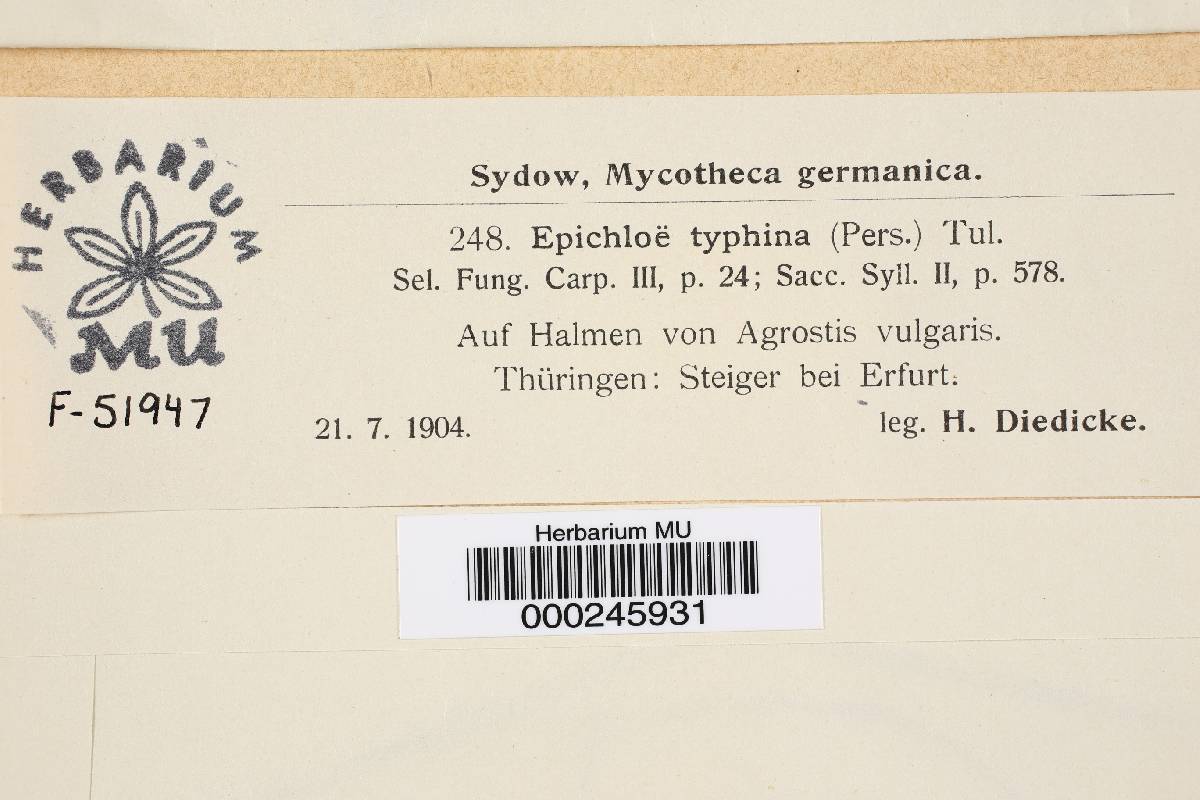 HERBARIUM
MU
F-51947
Sydow, Mycotheca germanica.
248. Epichloë typhina (Pers.) Tul.
Sel. Fung. Carp. III, p. 24; Sacc. Syll. II, p. 578.
Auf Halmen von Agrostis vulgaris.
Thüringen: Steiger bei Erfurt.
21. 7. 1904. leg. H. Diedicke.
Herbarium MU
000245931